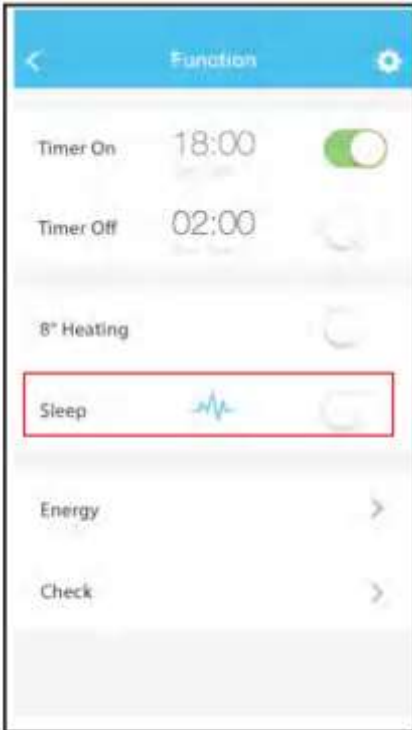 Function
Timer On 18:00
Timer Off 02:00
8° Heating
Sleep
Energy
Check